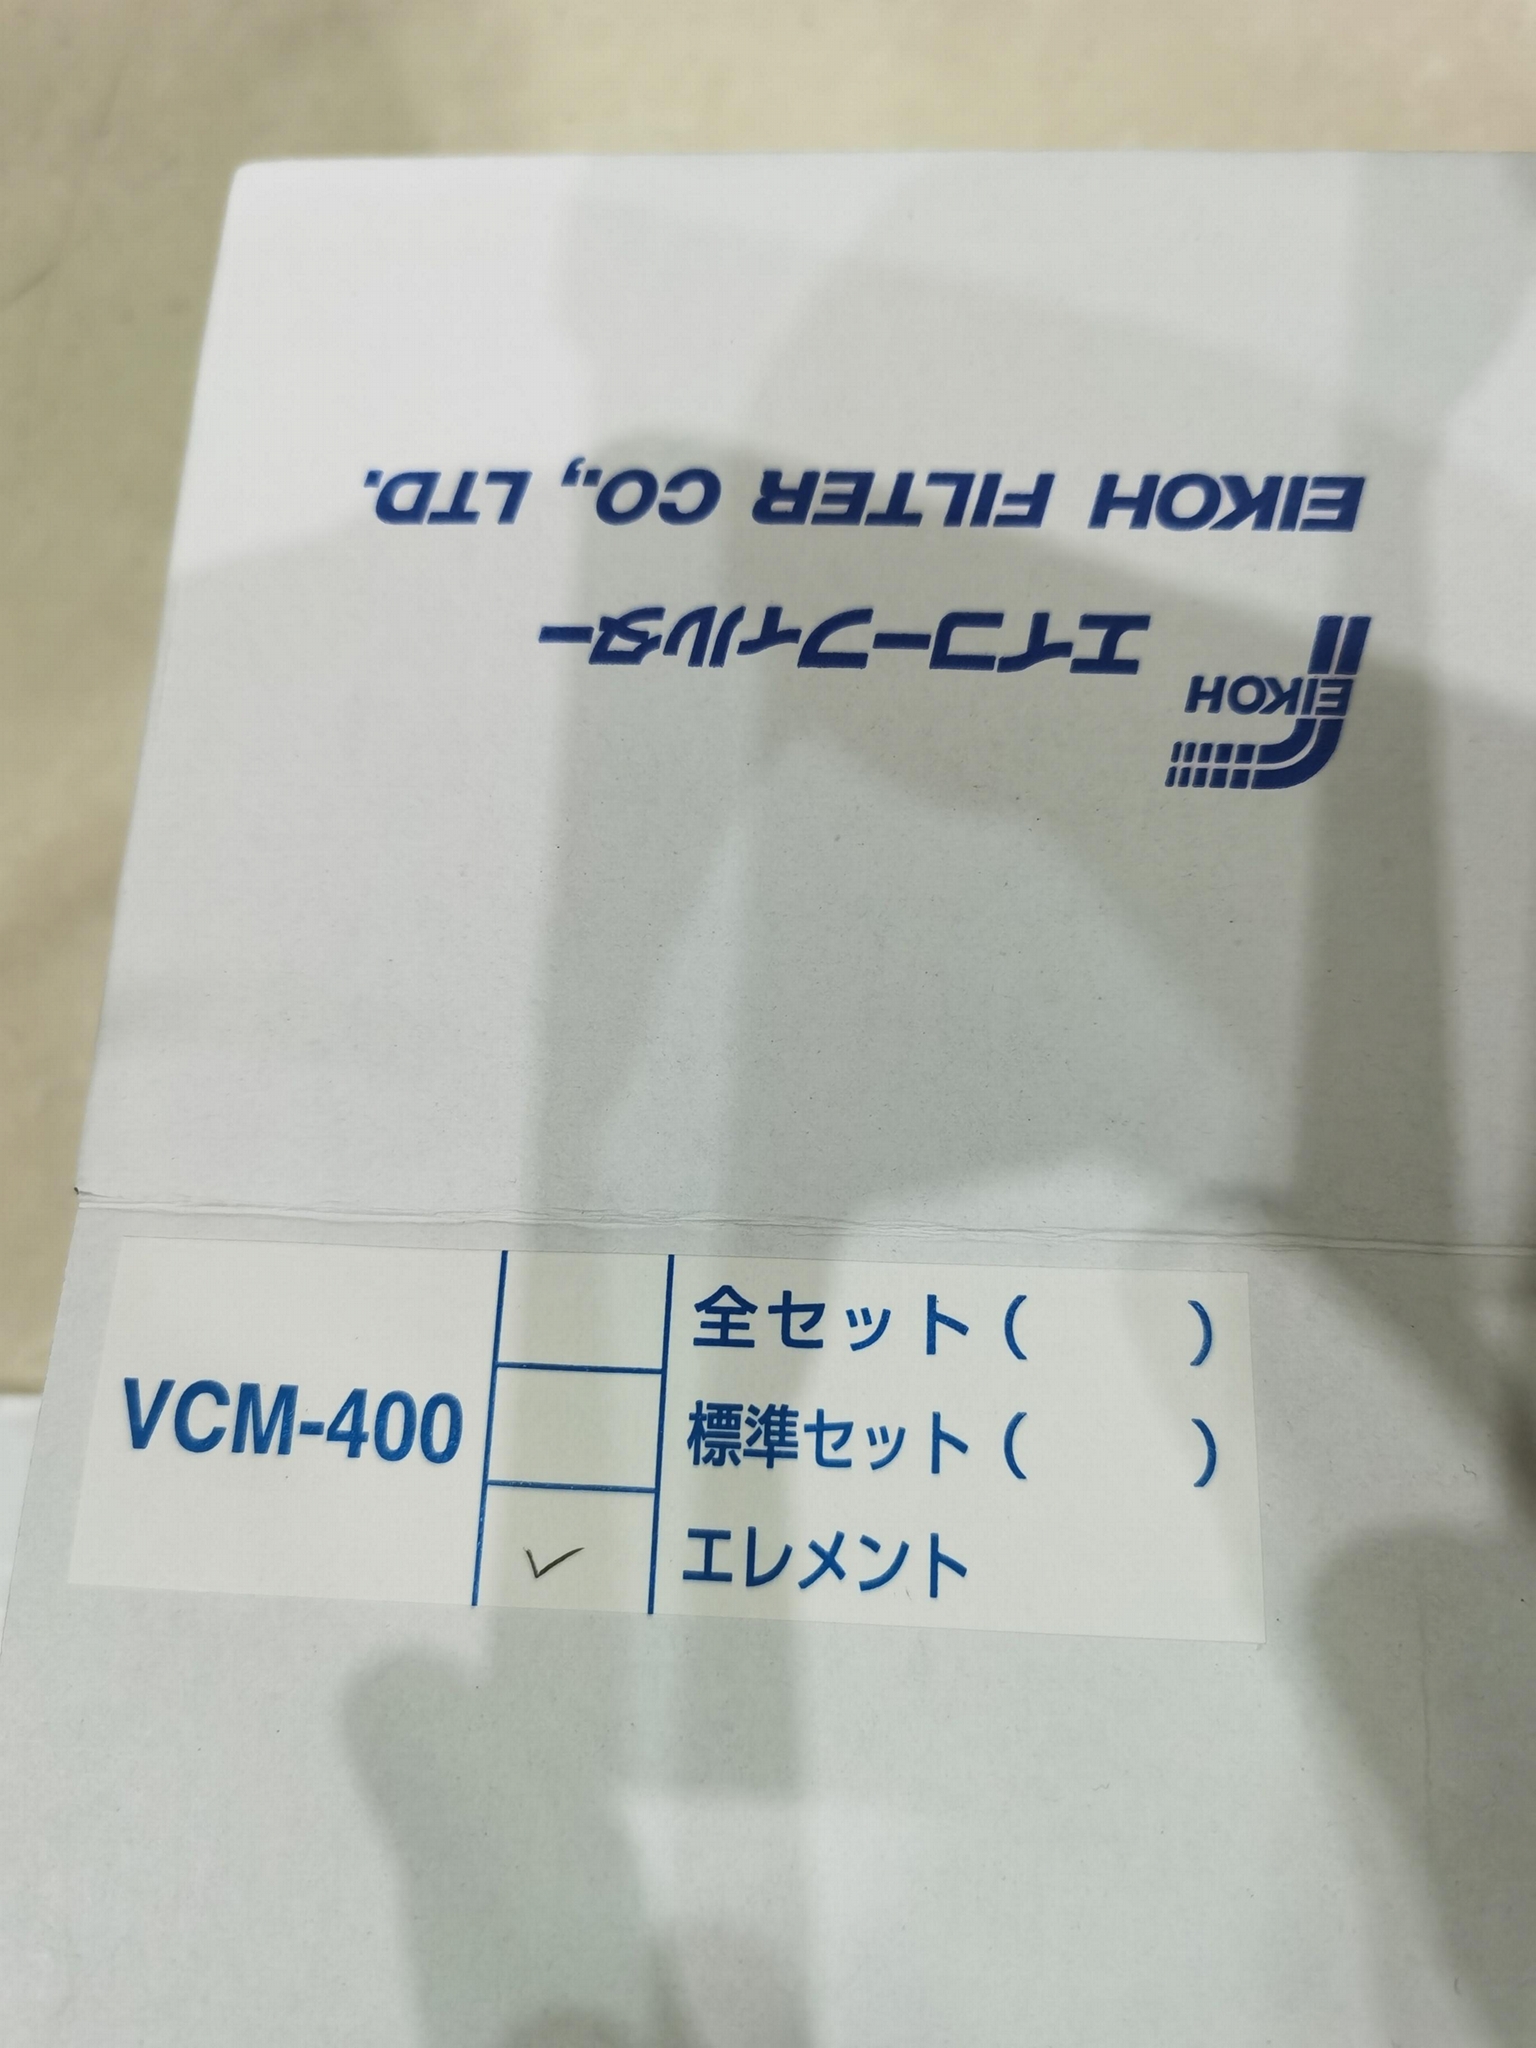 EIKOH FILTER CO., LTD.
エイコーフィルター
EIKOH
VCM-400
全セット( )
標準セット( )
エレメント